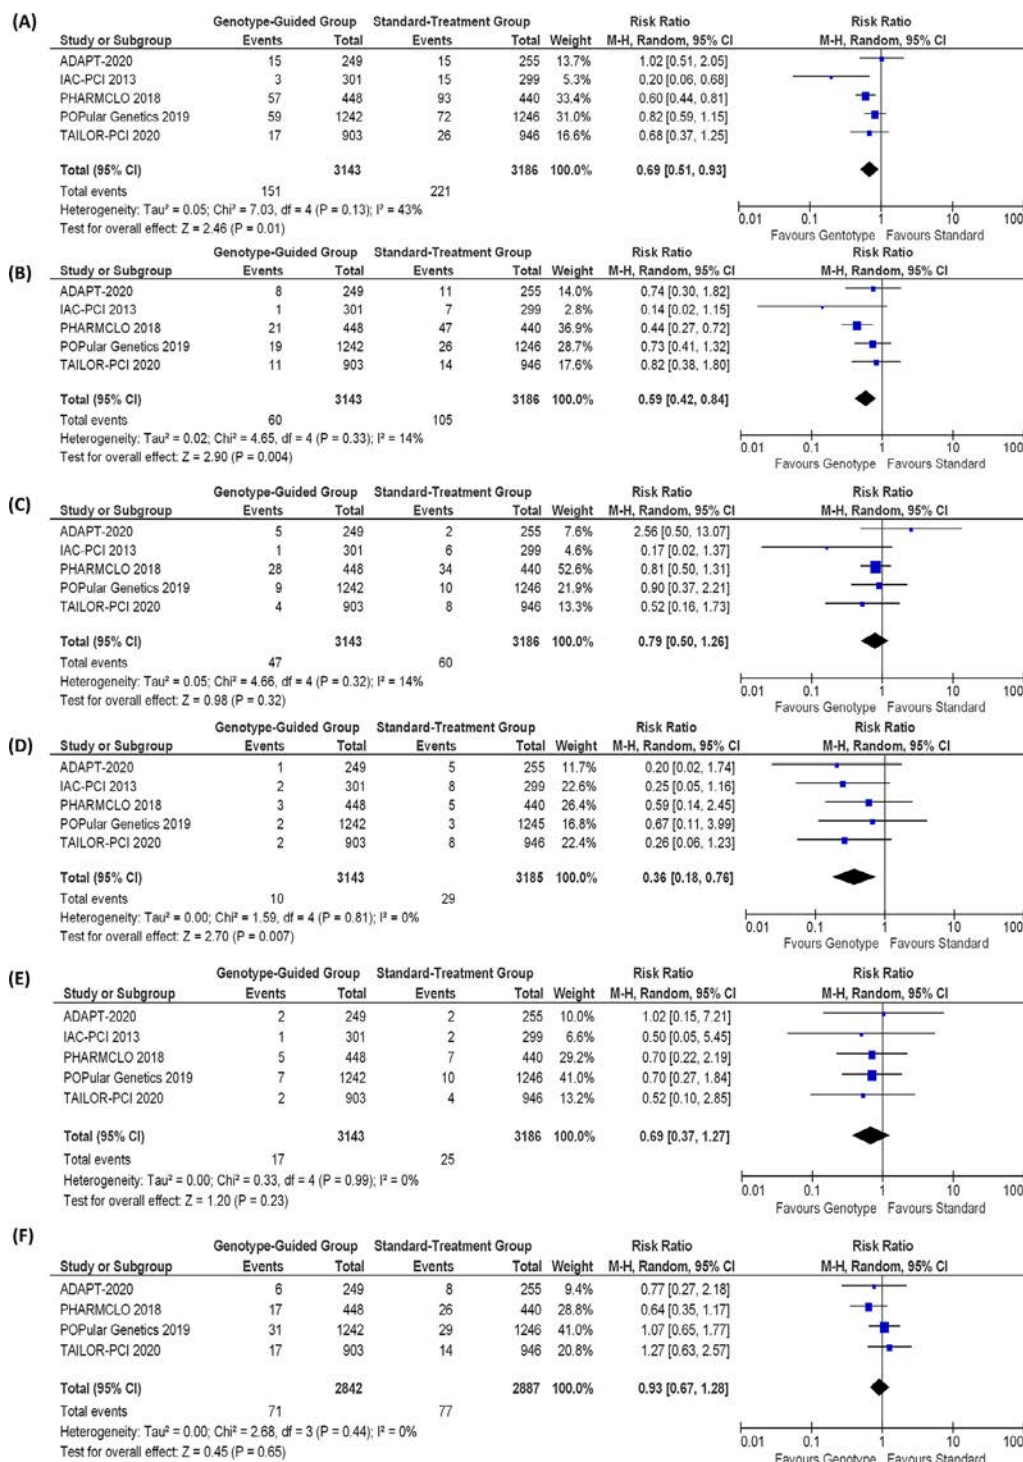 (A)
Genotype-Guided Group Standard-Treatment Group Risk Ratio Risk Ratio
Study or Subgroup Events Total Events Total Weight M-H, Random, 95% CI M-H, Random, 95% CI
ADAPT-2020 15 249 15 255 13.7% 1.02 [0.51, 2.05]
IAC-PCI 2013 3 301 15 299 5.3% 0.20 [0.06, 0.68]
PHARMCLO 2018 57 448 93 440 33.4% 0.60 [0.44, 0.81]
POPular Genetics 2019 59 1242 72 1246 31.0% 0.82 [0.59, 1.15]
TAILOR-PCI 2020 17 903 26 946 16.6% 0.68 [0.37, 1.25]
Total (95% CI) 3143 3186 100.0% 0.69 [0.51, 0.93]
Total events 151 221
Heterogeneity: Tau² = 0.05; Chi² = 7.03, df = 4 (P = 0.13); I² = 43%
Test for overall effect: Z = 2.46 (P = 0.01)
0.01 0.1 1 10 100
Favours Gentotype Favours Standard
(B)
Genotype-Guided Group Standard-Treatment Group Risk Ratio Risk Ratio
Study or Subgroup Events Total Events Total Weight M-H, Random, 95% CI M-H, Random, 95% CI
ADAPT-2020 8 249 11 255 14.0% 0.74 [0.30, 1.82]
IAC-PCI 2013 1 301 7 299 2.8% 0.14 [0.02, 1.15]
PHARMCLO 2018 21 448 47 440 36.9% 0.44 [0.27, 0.72]
POPular Genetics 2019 19 1242 26 1246 28.7% 0.73 [0.41, 1.32]
TAILOR-PCI 2020 11 903 14 946 17.6% 0.82 [0.38, 1.80]
Total (95% CI) 3143 3186 100.0% 0.59 [0.42, 0.84]
Total events 60 105
Heterogeneity: Tau² = 0.02; Chi² = 4.65, df = 4 (P = 0.33); I² = 14%
Test for overall effect: Z = 2.90 (P = 0.004)
0.01 0.1 1 10 100
Favours Genotype Favours Standard
(C)
Genotype-Guided Group Standard-Treatment Group Risk Ratio Risk Ratio
Study or Subgroup Events Total Events Total Weight M-H, Random, 95% CI M-H, Random, 95% CI
ADAPT-2020 5 249 2 255 7.6% 2.56 [0.50, 13.07]
IAC-PCI 2013 1 301 6 299 4.6% 0.17 [0.02, 1.37]
PHARMCLO 2018 28 448 34 440 52.6% 0.81 [0.50, 1.31]
POPular Genetics 2019 9 1242 10 1246 21.9% 0.90 [0.37, 2.21]
TAILOR-PCI 2020 4 903 8 946 13.3% 0.52 [0.16, 1.73]
Total (95% CI) 3143 3186 100.0% 0.79 [0.50, 1.26]
Total events 47 60
Heterogeneity: Tau² = 0.05; Chi² = 4.66, df = 4 (P = 0.32); I² = 14%
Test for overall effect: Z = 0.98 (P = 0.32)
0.01 0.1 1 10 100
Favours Genotype Favours Standard
(D)
Genotype-Guided Group Standard-Treatment Group Risk Ratio Risk Ratio
Study or Subgroup Events Total Events Total Weight M-H, Random, 95% CI M-H, Random, 95% CI
ADAPT-2020 1 249 5 255 11.7% 0.20 [0.02, 1.74]
IAC-PCI 2013 2 301 8 299 22.6% 0.25 [0.05, 1.16]
PHARMCLO 2018 3 448 5 440 26.4% 0.59 [0.14, 2.45]
POPular Genetics 2019 2 1242 3 1245 16.8% 0.67 [0.11, 3.99]
TAILOR-PCI 2020 2 903 8 946 22.4% 0.26 [0.06, 1.23]
Total (95% CI) 3143 3185 100.0% 0.36 [0.18, 0.76]
Total events 10 29
Heterogeneity: Tau² = 0.00; Chi² = 1.59, df = 4 (P = 0.81); I² = 0%
Test for overall effect: Z = 2.70 (P = 0.007)
0.01 0.1 1 10 100
Fvours Genotype Favours Standard
(E)
Genotype-Guided Group Standard-Treatment Group Risk Ratio Risk Ratio
Study or Subgroup Events Total Events Total Weight M-H, Random, 95% CI M-H, Random, 95% CI
ADAPT-2020 2 249 2 255 10.0% 1.02 [0.15, 7.21]
IAC-PCI 2013 1 301 2 299 6.6% 0.50 [0.05, 5.45]
PHARMCLO 2018 5 448 7 440 29.2% 0.70 [0.22, 2.19]
POPular Genetics 2019 7 1242 10 1246 41.0% 0.70 [0.27, 1.84]
TAILOR-PCI 2020 2 903 4 946 13.2% 0.52 [0.10, 2.85]
Total (95% CI) 3143 3186 100.0% 0.69 [0.37, 1.27]
Total events 17 25
Heterogeneity: Tau² = 0.00; Chi² = 0.33, df = 4 (P = 0.99); I² = 0%
Test for overall effect: Z = 1.20 (P = 0.23)
0.01 0.1 1 10 100
Favours Genotype Favours Standard
(F)
Genotype-Guided Group Standard-Treatment Group Risk Ratio Risk Ratio
Study or Subgroup Events Total Events Total Weight M-H, Random, 95% CI M-H, Random, 95% CI
ADAPT-2020 6 249 8 255 9.4% 0.77 [0.27, 2.18]
PHARMCLO 2018 17 448 26 440 28.8% 0.64 [0.35, 1.17]
POPular Genetics 2019 31 1242 29 1246 41.0% 1.07 [0.65, 1.77]
TAILOR-PCI 2020 17 903 14 946 20.8% 1.27 [0.63, 2.57]
Total (95% CI) 2842 2887 100.0% 0.93 [0.67, 1.28]
Total events 71 77
Heterogeneity: Tau² = 0.00; Chi² = 2.68, df = 3 (P = 0.44); I² = 0%
Test for overall effect: Z = 0.45 (P = 0.65)
0.01 0.1 1 10 100
Favours Genotype Favours Standard